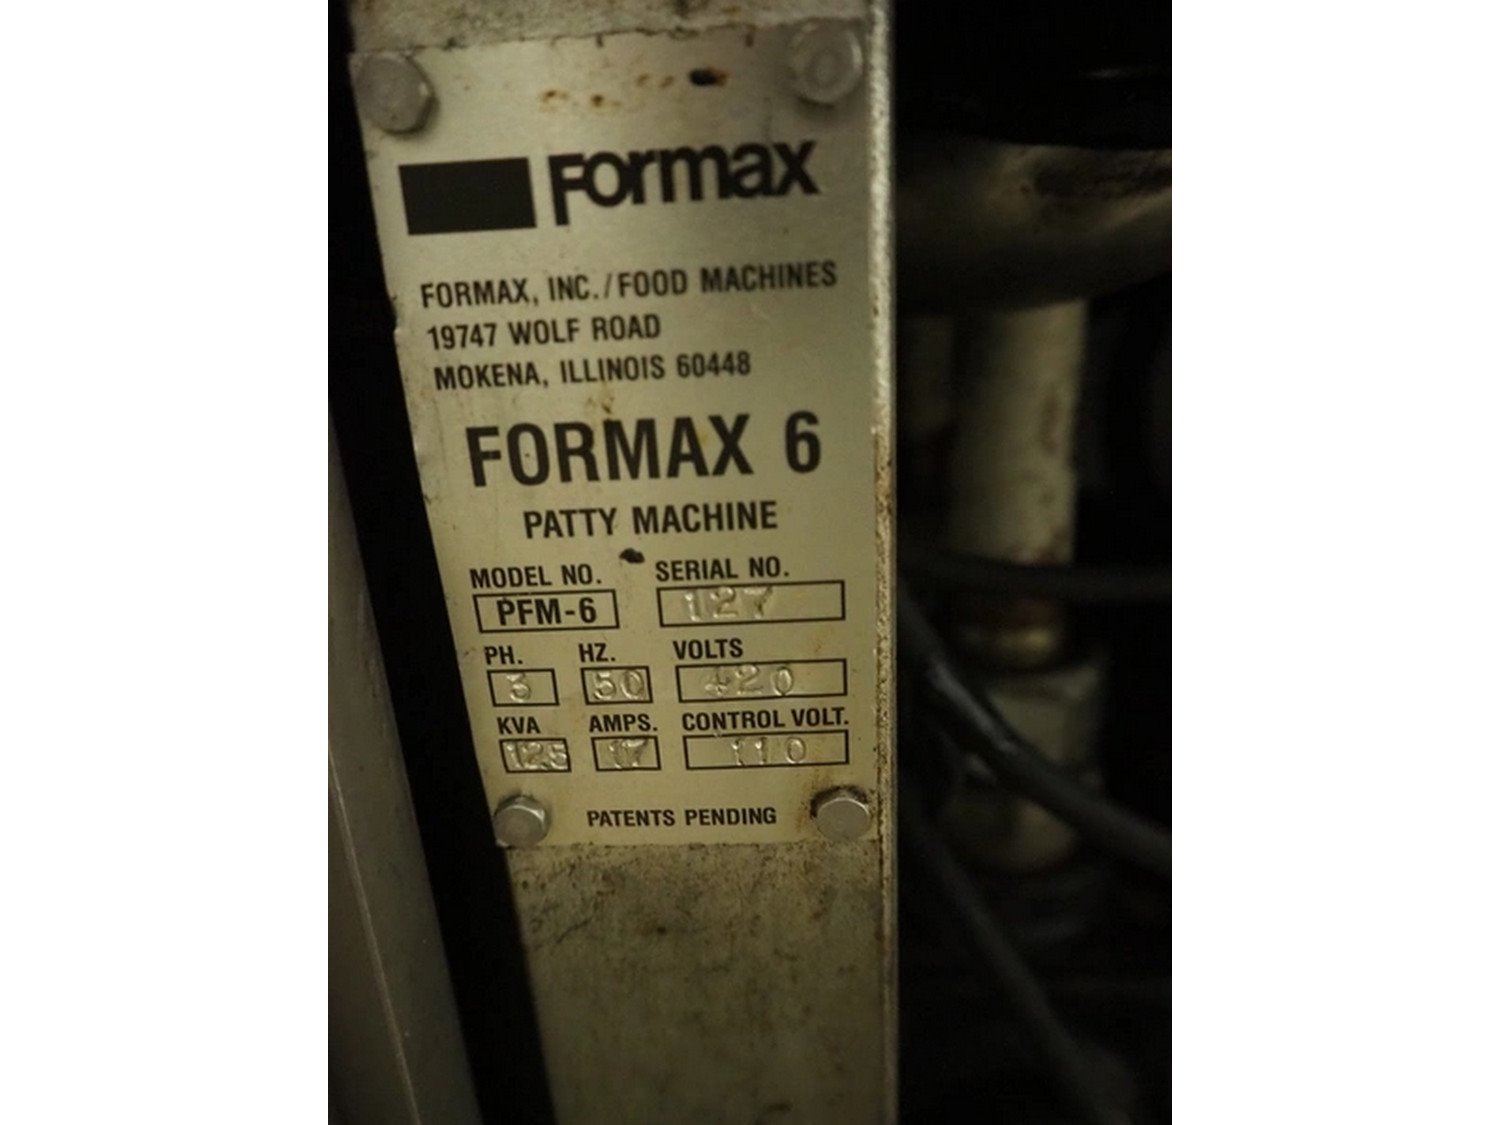 Formax
FORMAX, INC./FOOD MACHINES
19747 WOLF ROAD
MOKENA, ILLINOIS 60448
FORMAX 6
PATTY MACHINE
MODEL NO. SERIAL NO.
PFM-6 127
PH. HZ. VOLTS
3 50 420
KVA AMPS. CONTROL VOLT.
12.5 17 110
PATENTS PENDING